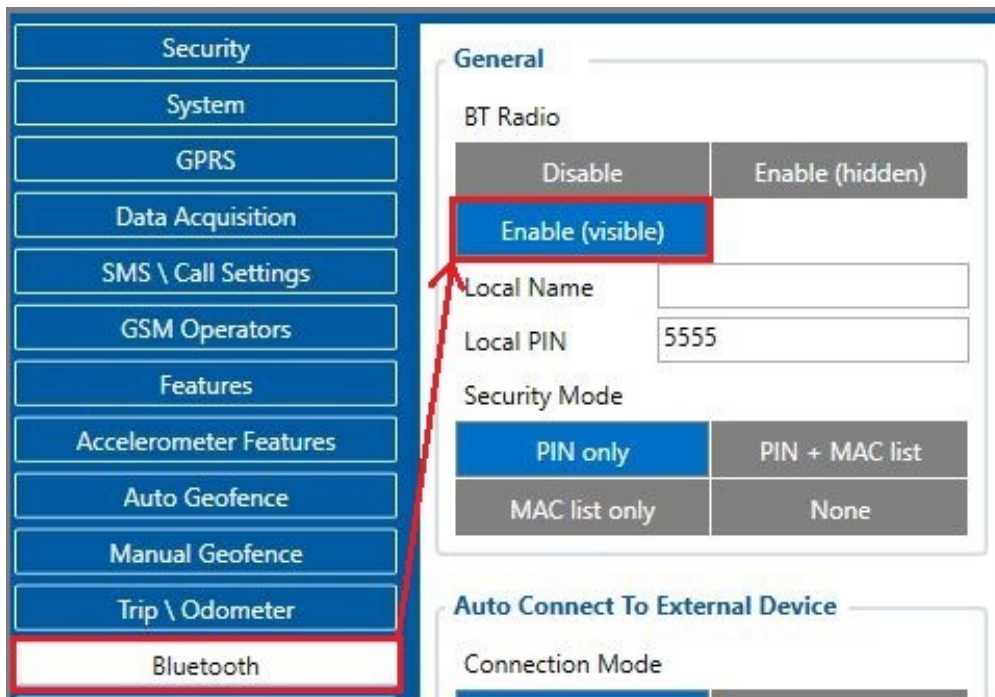 Security
System
GPRS
Data Acquisition
SMS \ Call Settings
GSM Operators
Features
Accelerometer Features
Auto Geofence
Manual Geofence
Trip \ Odometer
Bluetooth
General
BT Radio
Disable
Enable (hidden)
Enable (visible)
Local Name
Local PIN
5555
Security Mode
PIN only
PIN + MAC list
MAC list only
None
Auto Connect To External Device
Connection Mode